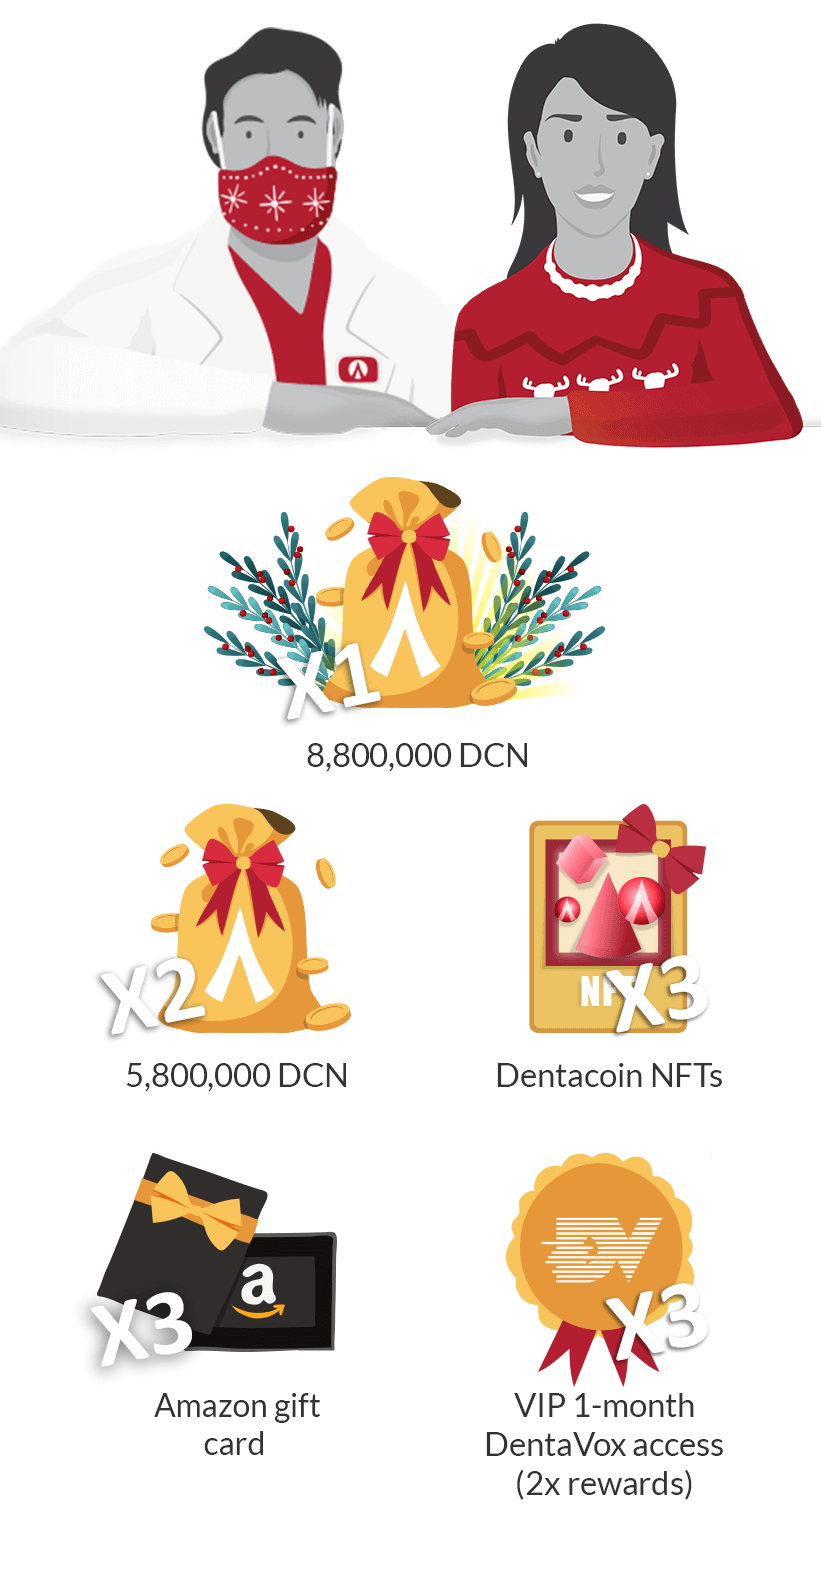 X1
8,800,000 DCN
X2
5,800,000 DCN
NFT
X3
Dentacoin NFTs
X3
a
Amazon gift
card
DV
X3
VIP 1-month
DentaVox access
(2x rewards)